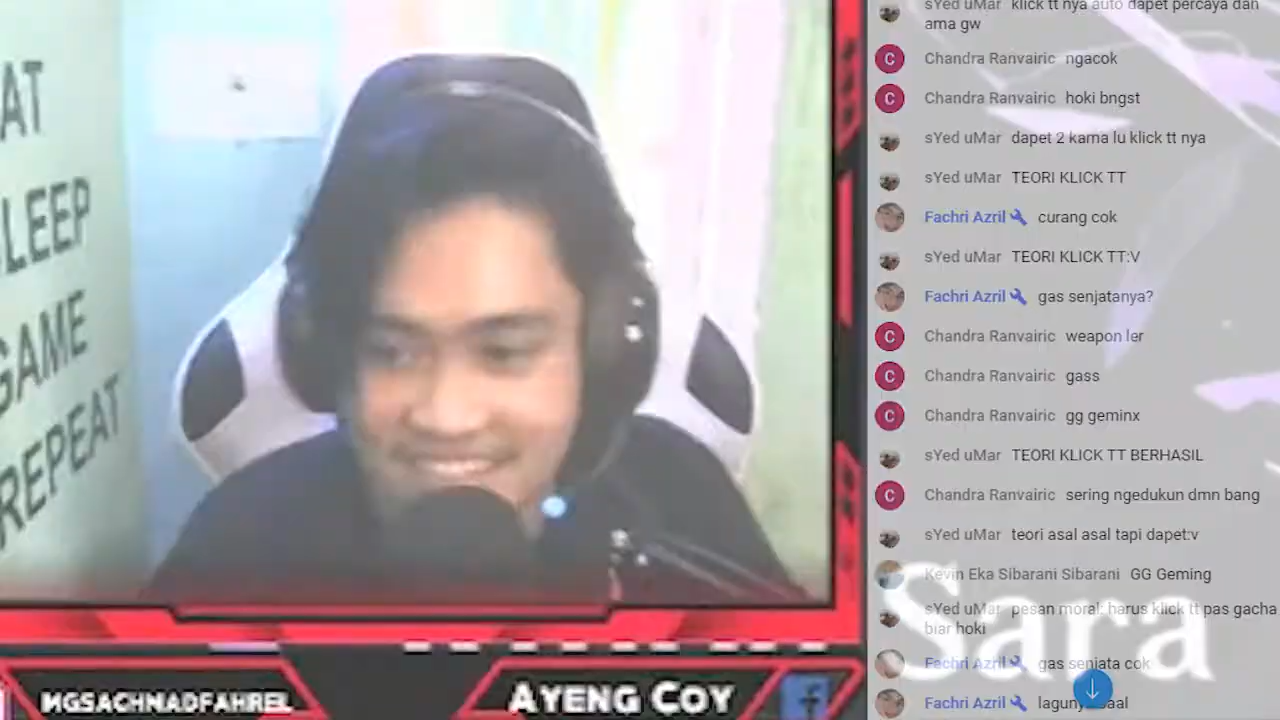 AT
LEEP
GAME
REPEAT
MGSACHNADFAHREL
AYENG COY
sYed uMar klick tt nya auto dapet percaya dah
ama gw
C Chandra Ranvairic ngacok
C Chandra Ranvairic hoki bngst
sYed uMar dapet 2 karna lu klick tt nya
sYed uMar TEORI KLICK TT
Fachri Azril curang cok
sYed uMar TEORI KLICK TT:V
Fachri Azril gas senjatanya?
C Chandra Ranvairic weapon ler
C Chandra Ranvairic gass
C Chandra Ranvairic gg geminx
sYed uMar TEORI KLICK TT BERHASIL
C Chandra Ranvairic sering ngedukun dmn bang
sYed uMar teori asal asal tapi dapet:v
Kevin Eka Sibarani Sibarani GG Geming
sYed uMar pesan moral: harus klick tt pas gacha
biar hoki
Fachri Azril gas senjata cok
Fachri Azril
Sara